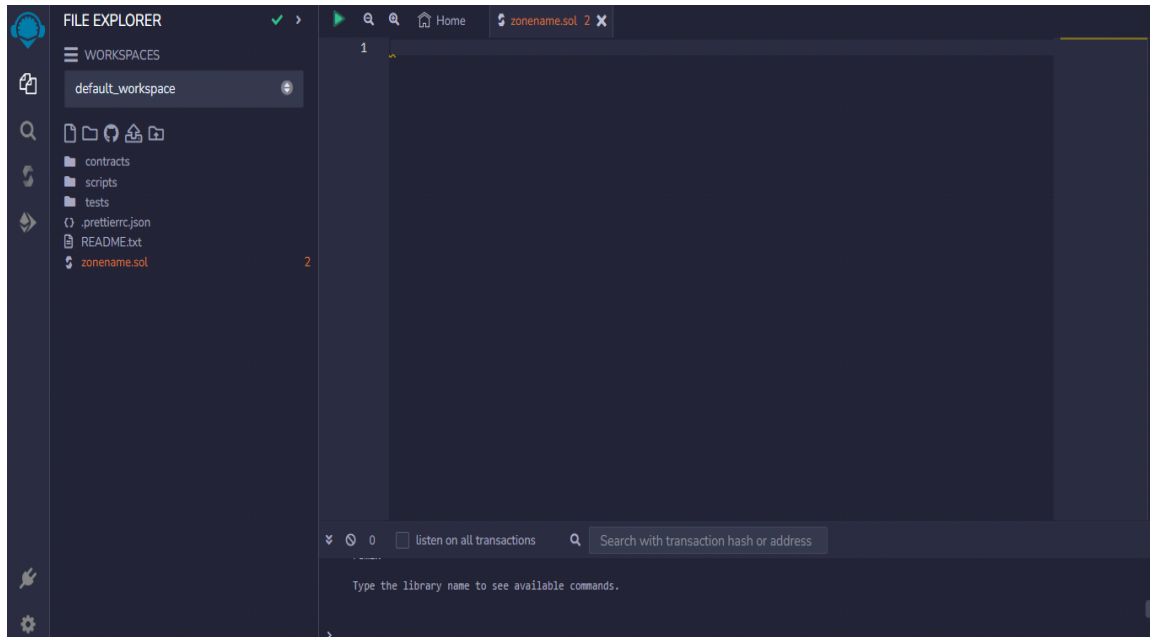 FILE EXPLORER
WORKSPACES
default_workspace
contracts
scripts
tests
.prettierrc.json
README.txt
zonename.sol 2
Home
zonename.sol 2
1
0 listen on all transactions Search with transaction hash or address
Type the library name to see available commands.
>